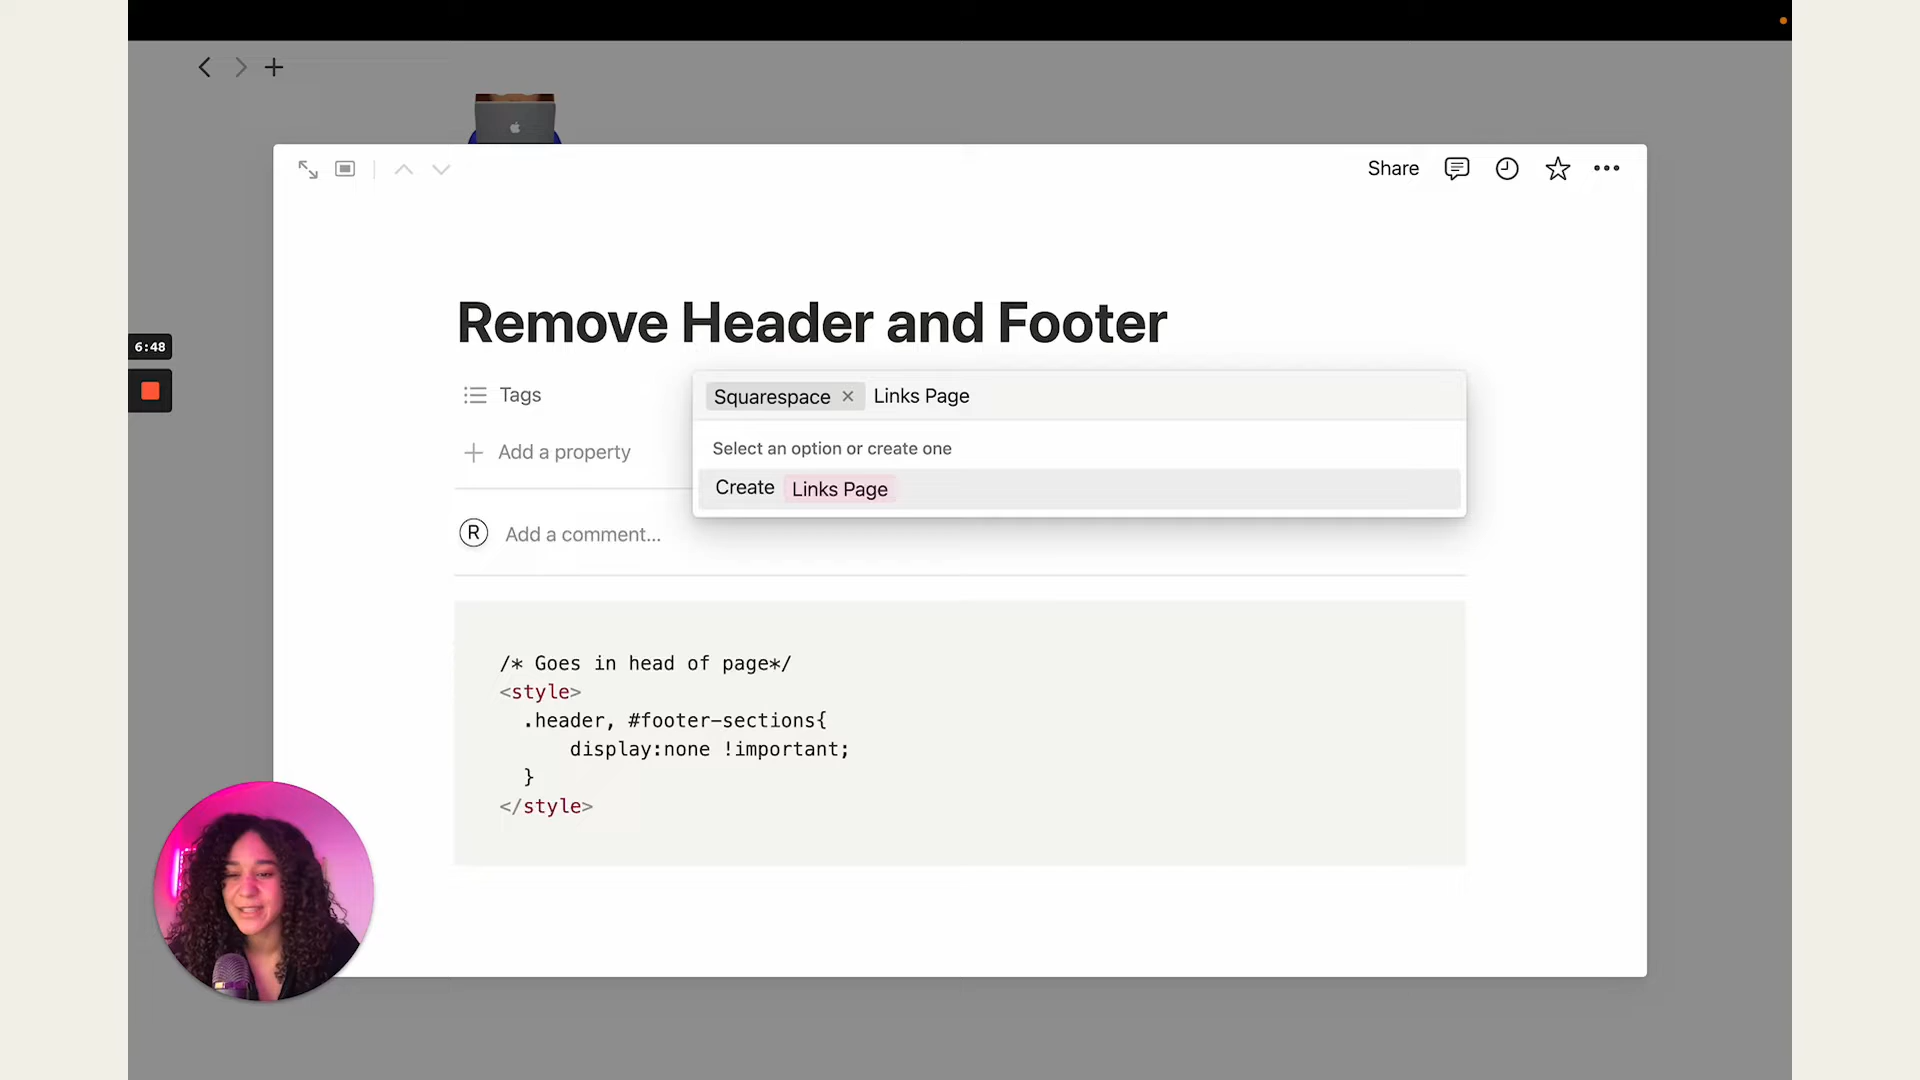 Share
Remove Header and Footer
6:48
Tags
Squarespace × Links Page
Select an option or create one
Add a property
Create Links Page
R Add a comment...
/* Goes in head of page*/
<style>
.header, #footer-sections{
display:none !important;
}
</style>